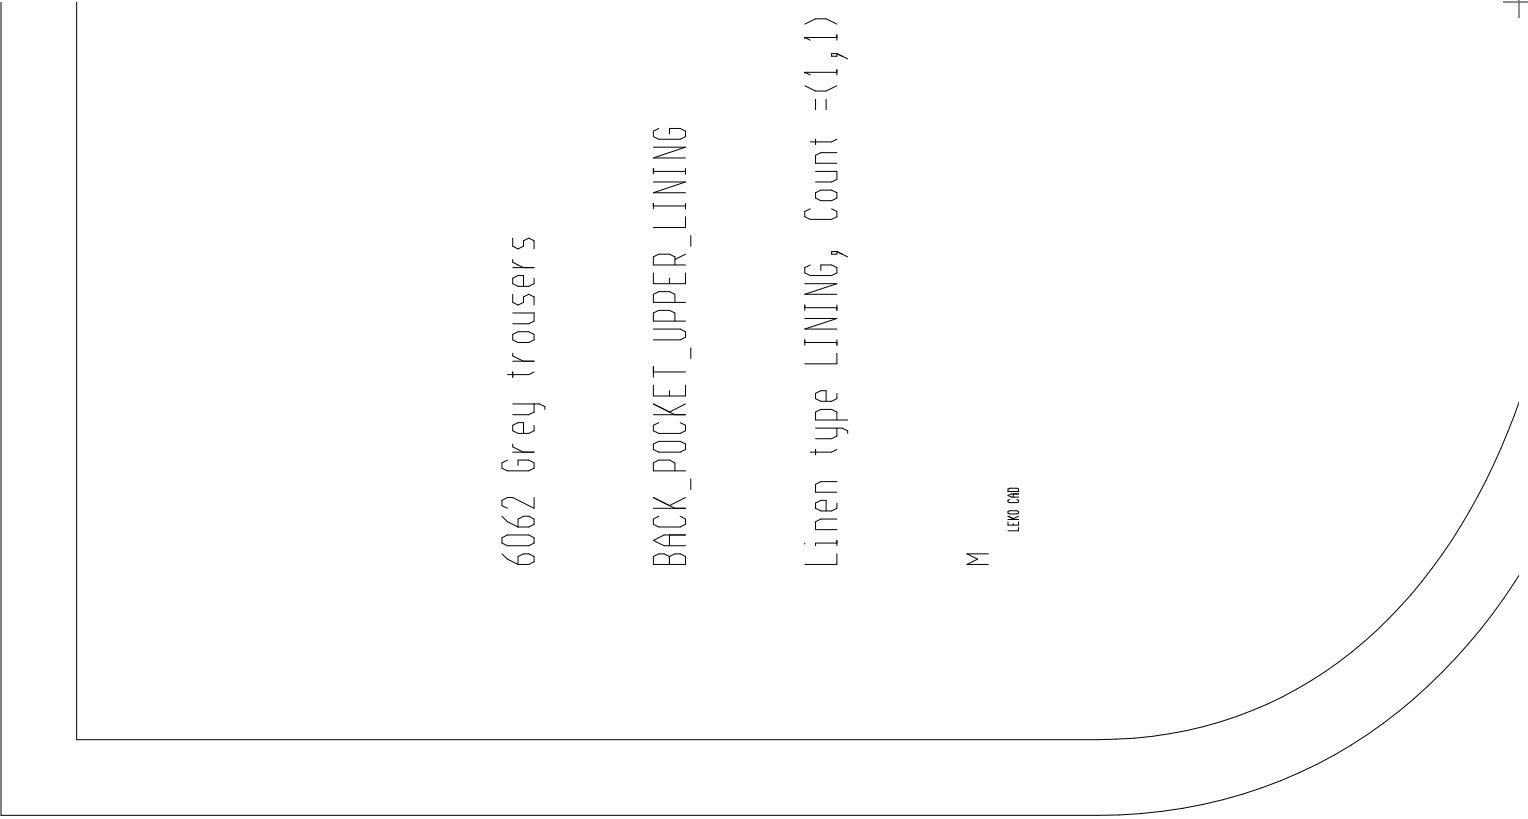 6062 Grey trousers
BACK_POCKET_UPPER_LINING
Linen type LINING, Count =(1,1)
M
LEKO CAD